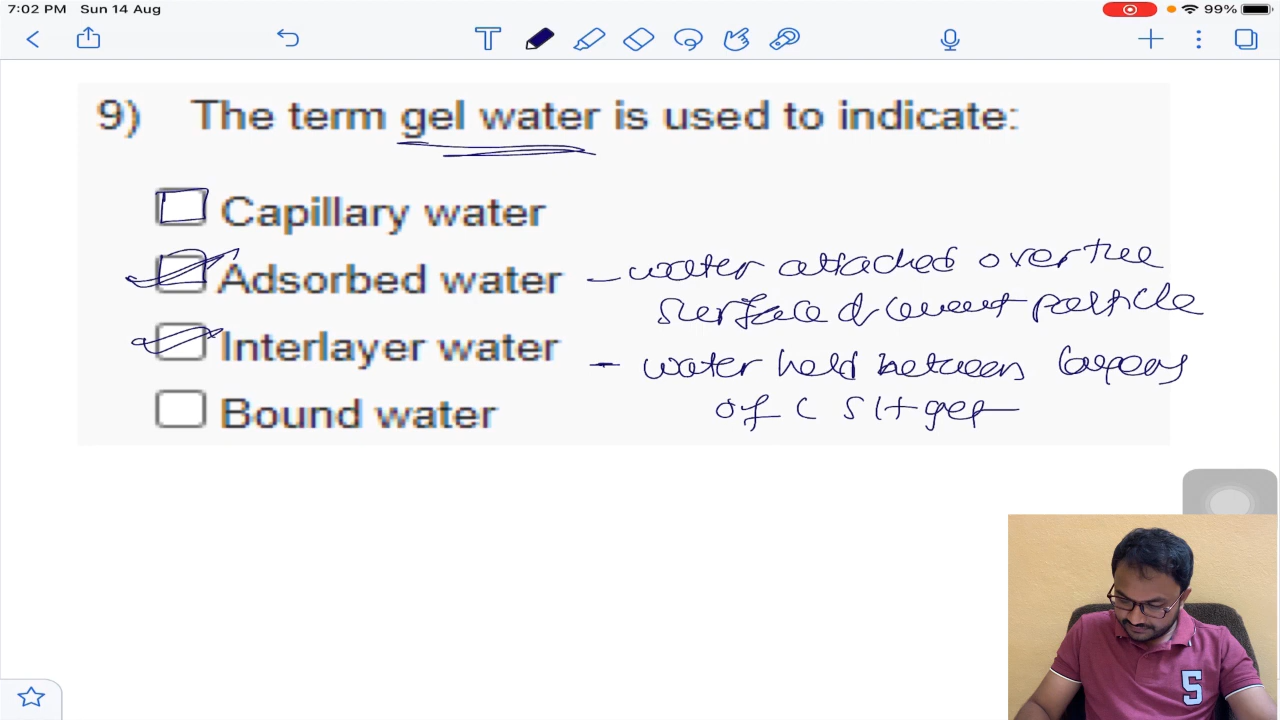 7:02 PM Sun 14 Aug
99%
9) The term gel water is used to indicate:
Capillary water
Adsorbed water
– water attached over the
surface of cement particle
Interlayer water
– water held between layers
of C S H gel
Bound water
5